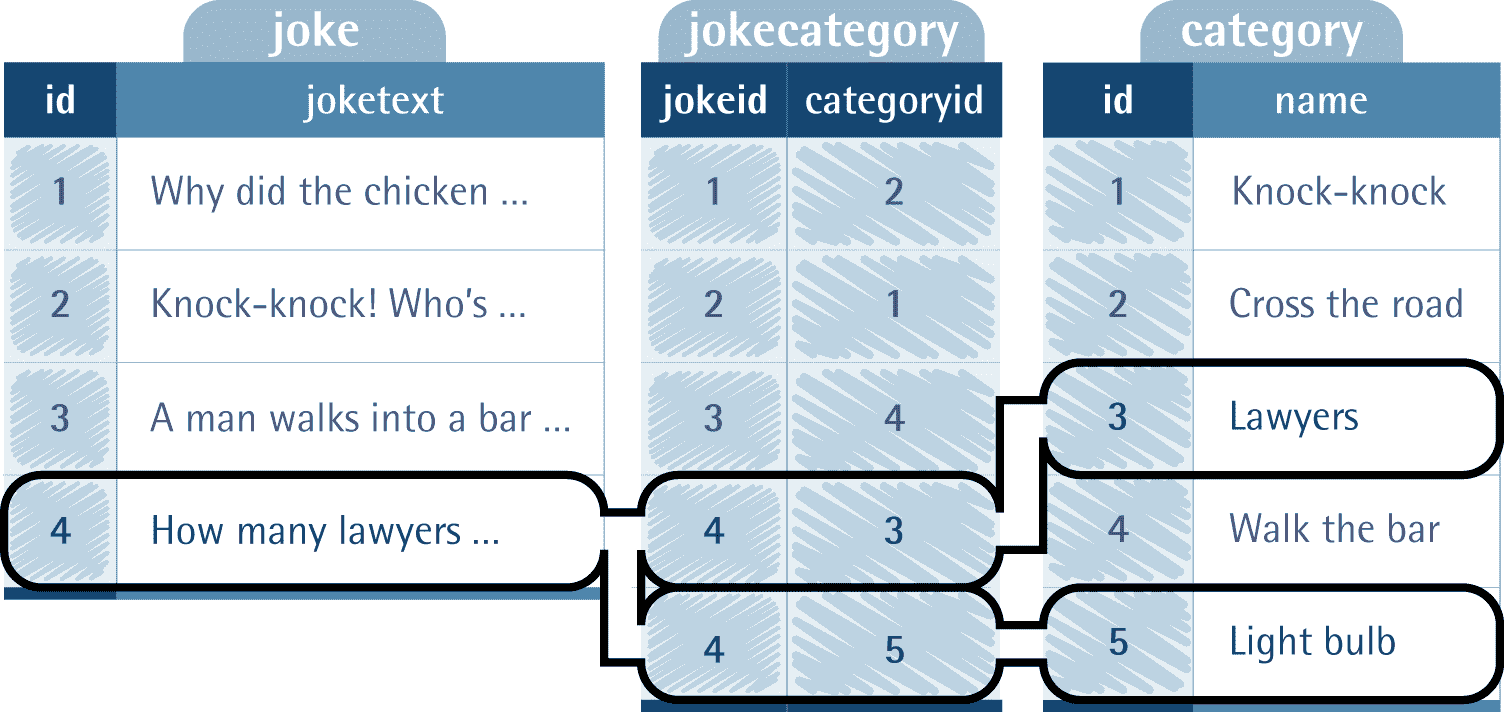 joke jokecategory category
id joketext jokeid categoryid id name
1 Why did the chicken ... 1 2 1 Knock-knock
2 Knock-knock! Who's ... 2 1 2 Cross the road
3 A man walks into a bar ... 3 4 3 Lawyers
4 How many lawyers ... 4 3 4 Walk the bar
4 5 5 Light bulb